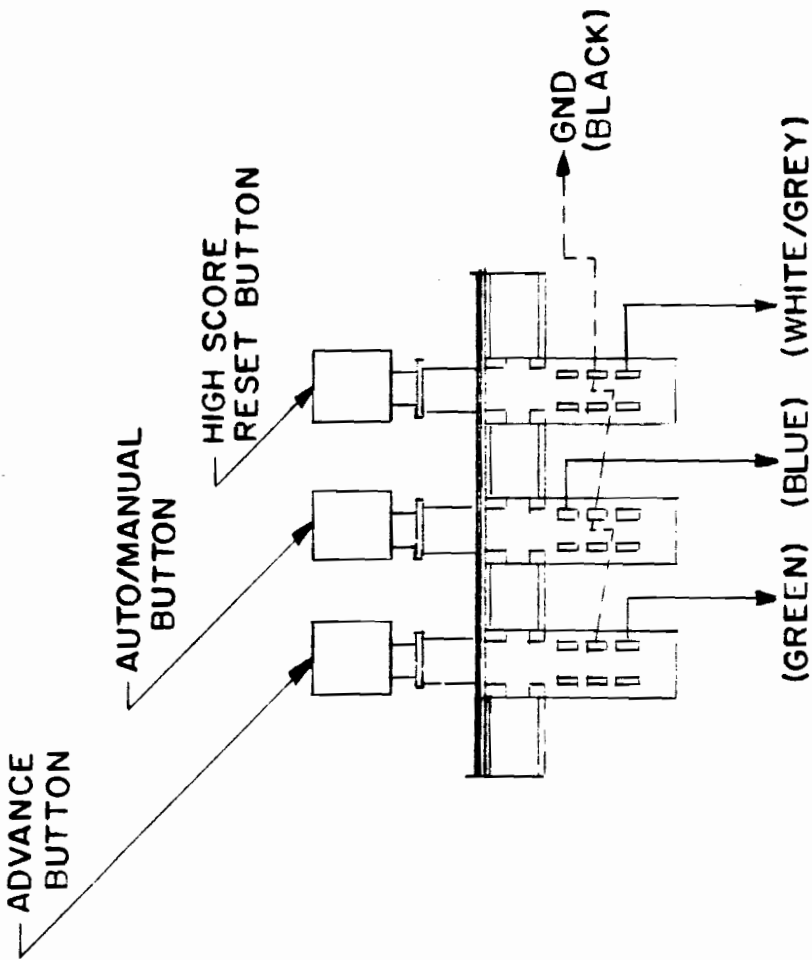 ADVANCE
BUTTON
AUTO/MANUAL
BUTTON
HIGH SCORE
RESET BUTTON
GND
(BLACK)
(GREEN) (BLUE) (WHITE/GREY)